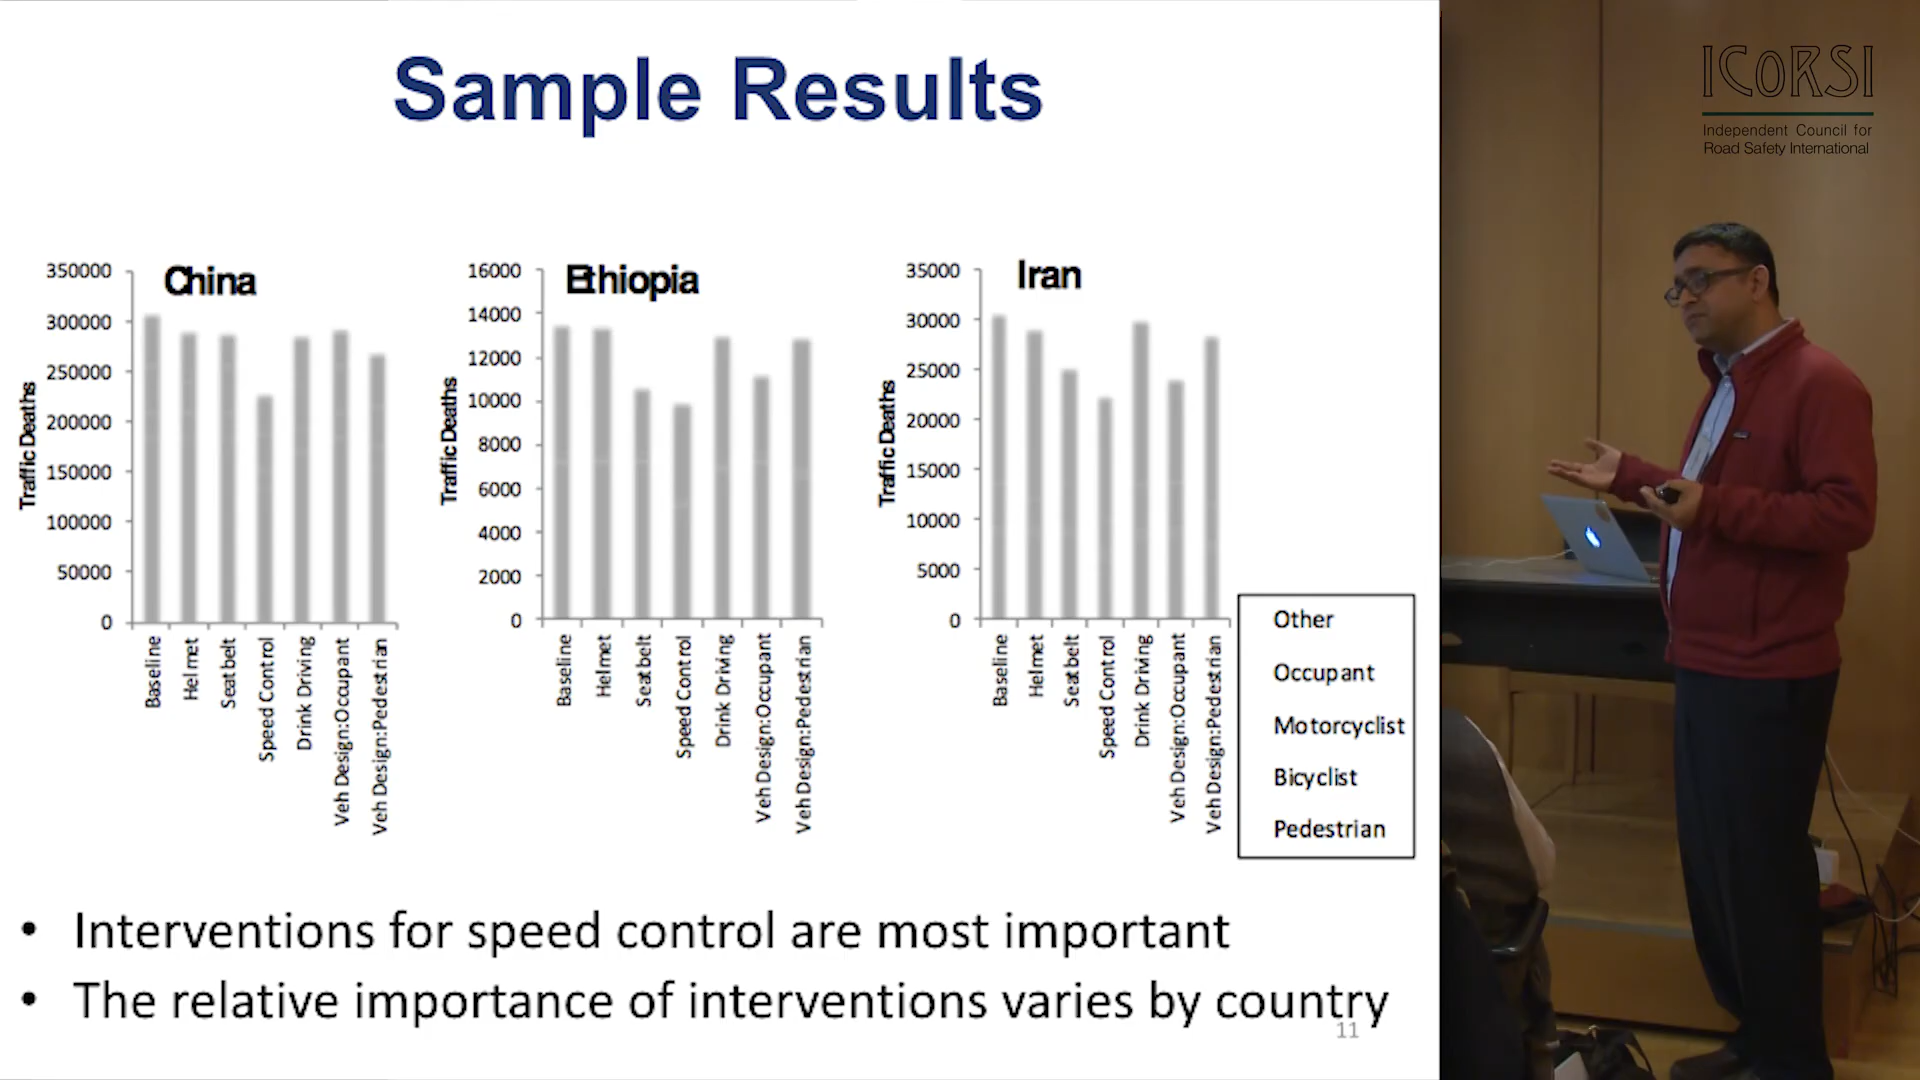 Sample Results
China
350000
300000
250000
200000
150000
100000
50000
0
Traffic Deaths
Baseline
Helmet
Seatbelt
Speed Control
Drink Driving
Veh Design:Occupant
Veh Design:Pedestrian
Ethiopia
16000
14000
12000
10000
8000
6000
4000
2000
0
Traffic Deaths
Baseline
Helmet
Seatbelt
Speed Control
Drink Driving
Veh Design:Occupant
Veh Design:Pedestrian
Iran
35000
30000
25000
20000
15000
10000
5000
0
Traffic Deaths
Baseline
Helmet
Seatbelt
Speed Control
Drink Driving
Veh Design:Occupant
Veh Design:Pedestrian
Other
Occupant
Motorcyclist
Bicyclist
Pedestrian
• Interventions for speed control are most important
• The relative importance of interventions varies by country
11
ICoRSI
Independent Council for
Road Safety International